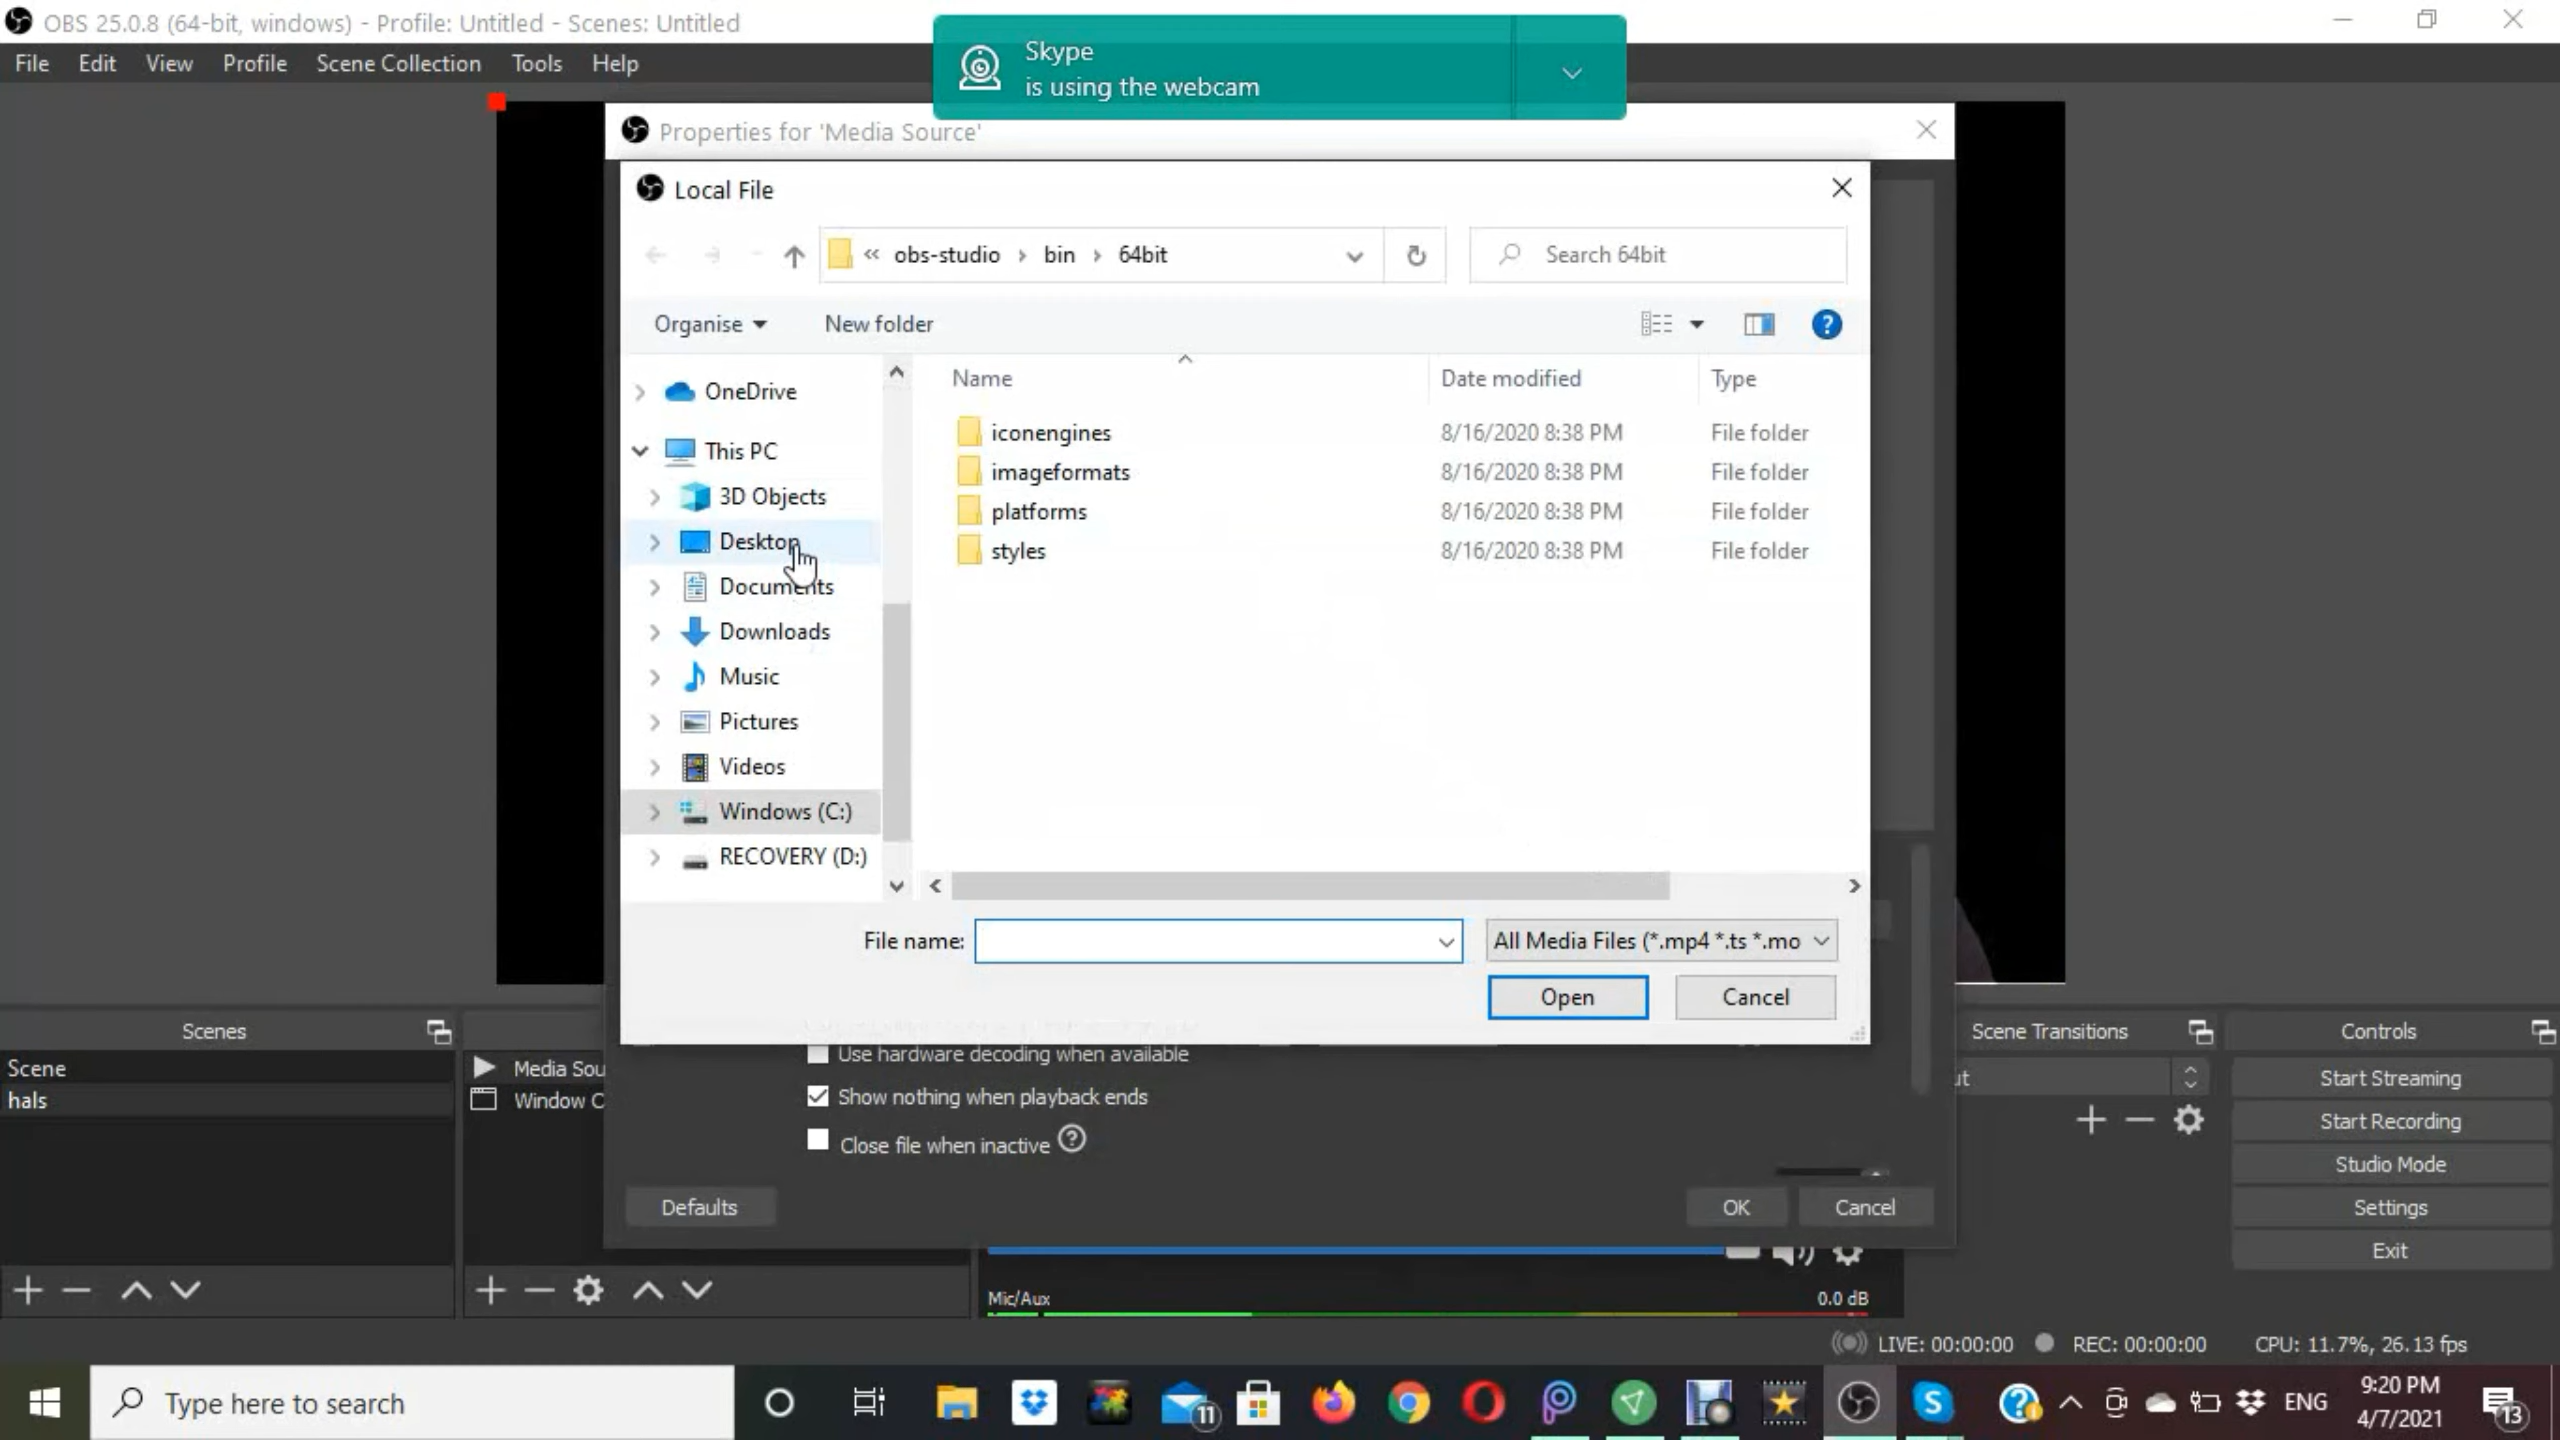 OBS 25.0.8 (64-bit, windows) - Profile: Untitled - Scenes: Untitled
File Edit View Profile Scene Collection Tools Help
Skype
is using the webcam
Properties for 'Media Source'
Local File
« obs-studio › bin › 64bit
Search 64bit
Organise
New folder
Name Date modified Type
OneDrive
This PC
3D Objects
Desktop
Documents
Downloads
Music
Pictures
Videos
Windows (C:)
RECOVERY (D:)
iconengines 8/16/2020 8:38 PM File folder
imageformats 8/16/2020 8:38 PM File folder
platforms 8/16/2020 8:38 PM File folder
styles 8/16/2020 8:38 PM File folder
File name:
All Media Files (*.mp4 *.ts *.mo
Open Cancel
Use hardware decoding when available
Show nothing when playback ends
Close file when inactive
Defaults
OK Cancel
Scenes
Scene
hals
Media Sou
Window C
Mic/Aux 0.0 dB
Scene Transitions
ut
Controls
Start Streaming
Start Recording
Studio Mode
Settings
Exit
LIVE: 00:00:00 REC: 00:00:00 CPU: 11.7%, 26.13 fps
Type here to search
11
ENG
9:20 PM
4/7/2021
13